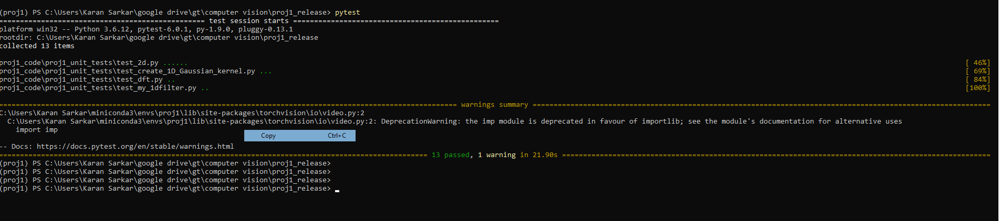 (proj1) PS C:\Users\Karan Sarkar\google drive\gt\computer vision\proj1_release> pytest
================================================= test session starts =================================================
platform win32 -- Python 3.6.12, pytest-6.0.1, py-1.9.0, pluggy-0.13.1
rootdir: C:\Users\Karan Sarkar\google drive\gt\computer vision\proj1_release
collected 13 items
proj1_code\proj1_unit_tests\test_2d.py ...... [ 46%]
proj1_code\proj1_unit_tests\test_create_1D_Gaussian_kernel.py ... [ 69%]
proj1_code\proj1_unit_tests\test_dft.py .. [ 84%]
proj1_code\proj1_unit_tests\test_my_1dfilter.py .. [100%]
============================================================================================================= warnings summary =============================================================================================================
C:\Users\Karan Sarkar\miniconda3\envs\proj1\lib\site-packages\torchvision\io\video.py:2
C:\Users\Karan Sarkar\miniconda3\envs\proj1\lib\site-packages\torchvision\io\video.py:2: DeprecationWarning: the imp module is deprecated in favour of importlib; see the module's documentation for alternative uses
import imp
Copy Ctrl+C
-- Docs: https://docs.pytest.org/en/stable/warnings.html
====================================================================================================== 13 passed, 1 warning in 21.90s ======================================================================================================
(proj1) PS C:\Users\Karan Sarkar\google drive\gt\computer vision\proj1_release>
(proj1) PS C:\Users\Karan Sarkar\google drive\gt\computer vision\proj1_release>
(proj1) PS C:\Users\Karan Sarkar\google drive\gt\computer vision\proj1_release>
(proj1) PS C:\Users\Karan Sarkar\google drive\gt\computer vision\proj1_release>